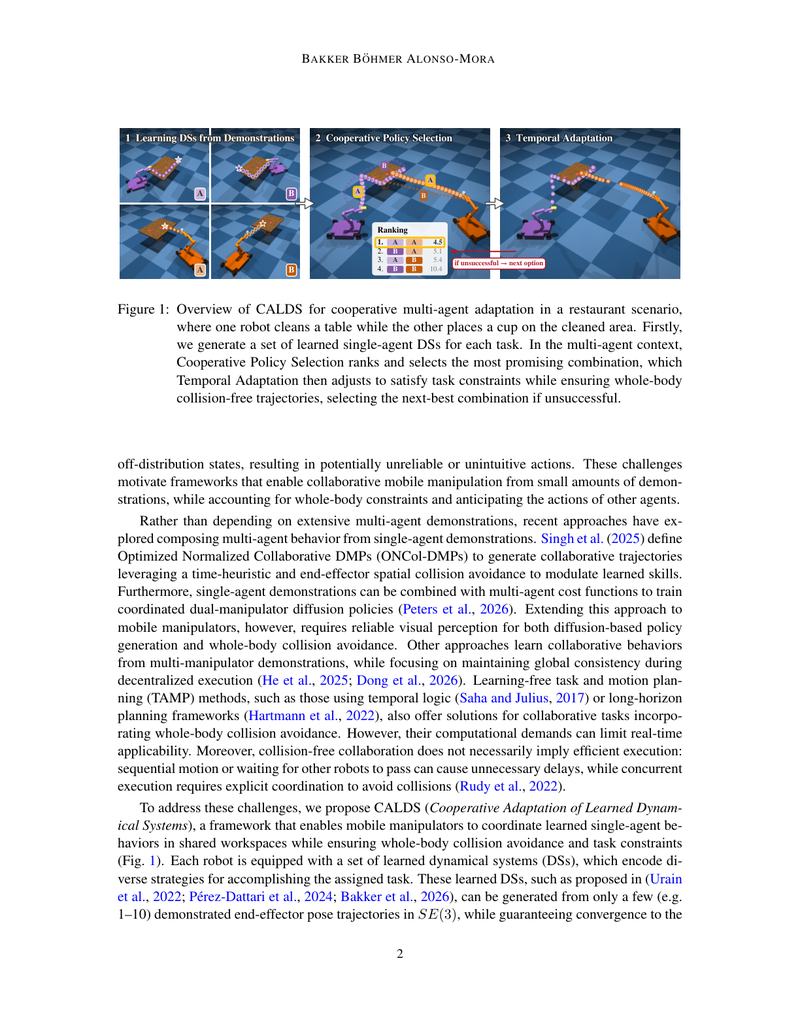 BAKKER BÖHMER ALONSO-MORA
1 Learning DSs from Demonstrations
A
B
A
B
2 Cooperative Policy Selection
B
A
A
B
Ranking
1. A A 4.5
2. B A 5.1
3. A B 5.4
4. B B 10.4
if unsuccessful → next option
3 Temporal Adaptation
Figure 1: Overview of CALDS for cooperative multi-agent adaptation in a restaurant scenario,
where one robot cleans a table while the other places a cup on the cleaned area. Firstly,
we generate a set of learned single-agent DSs for each task. In the multi-agent context,
Cooperative Policy Selection ranks and selects the most promising combination, which
Temporal Adaptation then adjusts to satisfy task constraints while ensuring whole-body
collision-free trajectories, selecting the next-best combination if unsuccessful.
off-distribution states, resulting in potentially unreliable or unintuitive actions. These challenges
motivate frameworks that enable collaborative mobile manipulation from small amounts of demon-
strations, while accounting for whole-body constraints and anticipating the actions of other agents.
Rather than depending on extensive multi-agent demonstrations, recent approaches have ex-
plored composing multi-agent behavior from single-agent demonstrations. Singh et al. (2025) define
Optimized Normalized Collaborative DMPs (ONCol-DMPs) to generate collaborative trajectories
leveraging a time-heuristic and end-effector spatial collision avoidance to modulate learned skills.
Furthermore, single-agent demonstrations can be combined with multi-agent cost functions to train
coordinated dual-manipulator diffusion policies (Peters et al., 2026). Extending this approach to
mobile manipulators, however, requires reliable visual perception for both diffusion-based policy
generation and whole-body collision avoidance. Other approaches learn collaborative behaviors
from multi-manipulator demonstrations, while focusing on maintaining global consistency during
decentralized execution (He et al., 2025; Dong et al., 2026). Learning-free task and motion plan-
ning (TAMP) methods, such as those using temporal logic (Saha and Julius, 2017) or long-horizon
planning frameworks (Hartmann et al., 2022), also offer solutions for collaborative tasks incorpo-
rating whole-body collision avoidance. However, their computational demands can limit real-time
applicability. Moreover, collision-free collaboration does not necessarily imply efficient execution:
sequential motion or waiting for other robots to pass can cause unnecessary delays, while concurrent
execution requires explicit coordination to avoid collisions (Rudy et al., 2022).
To address these challenges, we propose CALDS (Cooperative Adaptation of Learned Dynam-
ical Systems), a framework that enables mobile manipulators to coordinate learned single-agent be-
haviors in shared workspaces while ensuring whole-body collision avoidance and task constraints
(Fig. 1). Each robot is equipped with a set of learned dynamical systems (DSs), which encode di-
verse strategies for accomplishing the assigned task. These learned DSs, such as proposed in (Urain
et al., 2022; Pérez-Dattari et al., 2024; Bakker et al., 2026), can be generated from only a few (e.g.
1–10) demonstrated end-effector pose trajectories in SE(3), while guaranteeing convergence to the
2